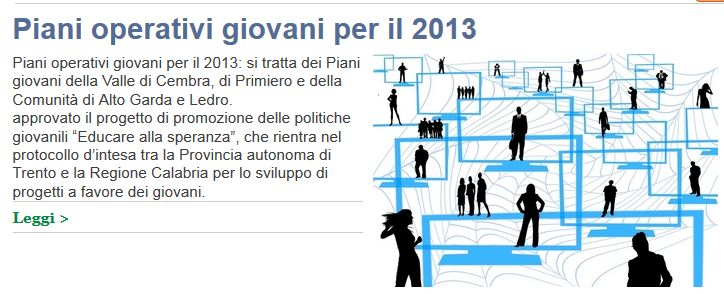 Piani operativi giovani per il 2013
Piani operativi giovani per il 2013: si tratta dei Piani
giovani della Valle di Cembra, di Primiero e della
Comunità di Alto Garda e Ledro.
approvato il progetto di promozione delle politiche
giovanili “Educare alla speranza”, che rientra nel
protocollo d’intesa tra la Provincia autonoma di
Trento e la Regione Calabria per lo sviluppo di
progetti a favore dei giovani.
Leggi >